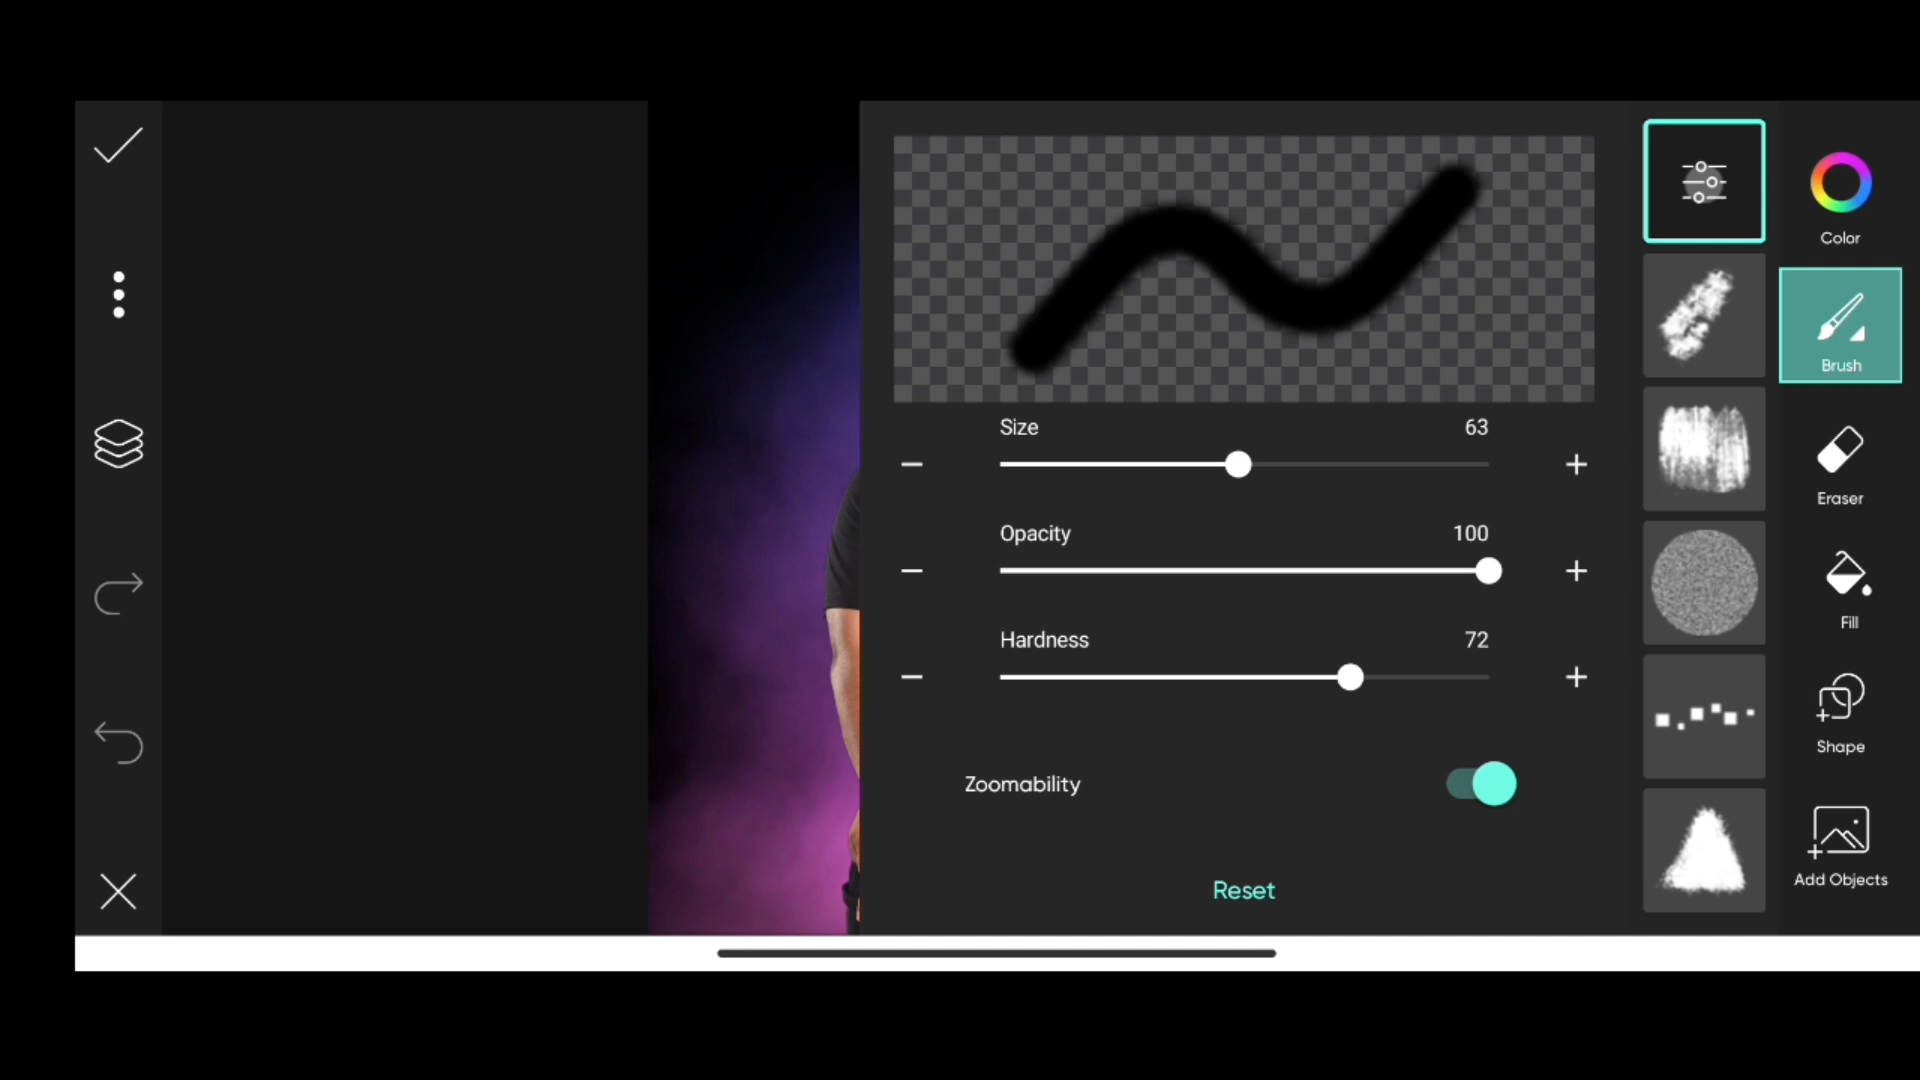 Size 63
Opacity 100
Hardness 72
Zoomability
Reset
Color
Brush
Eraser
Fill
Shape
Add Objects